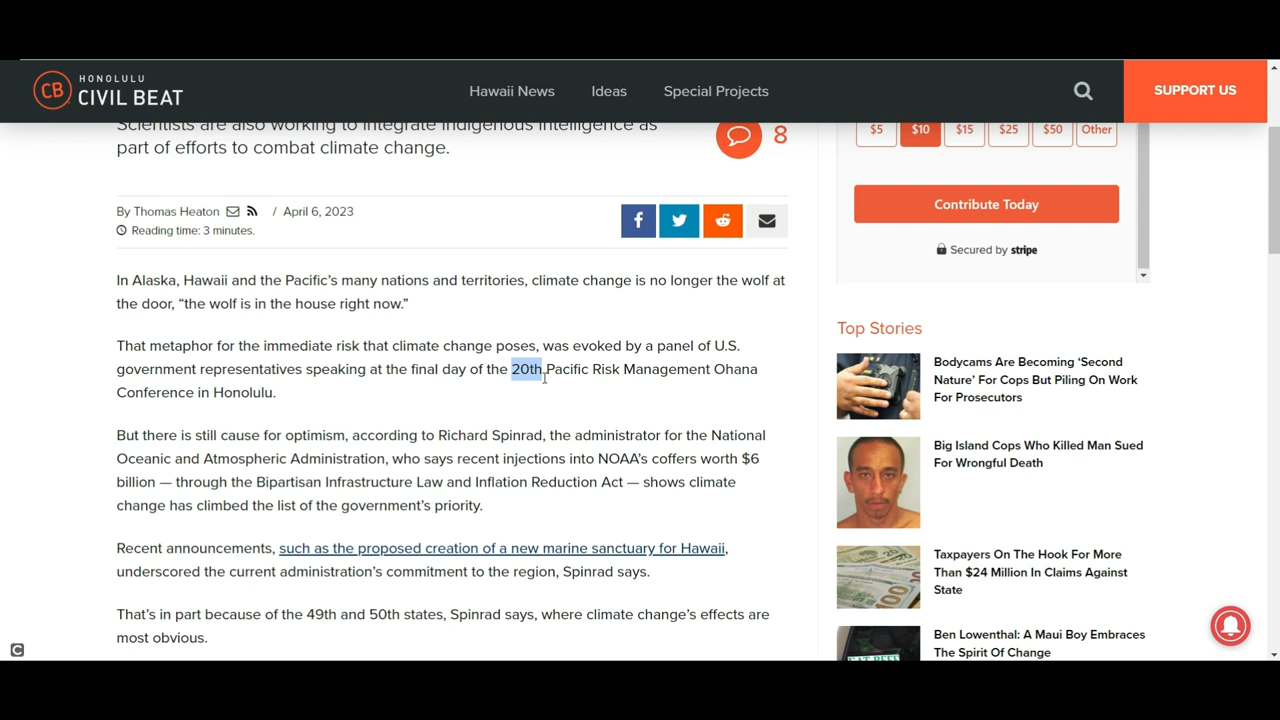 HONOLULU
CIVIL BEAT
CB
Hawaii News
Ideas
Special Projects
SUPPORT US
Scientists are also working to integrate Indigenous intelligence as
part of efforts to combat climate change.
8
By Thomas Heaton / April 6, 2023
Reading time: 3 minutes.
In Alaska, Hawaii and the Pacific's many nations and territories, climate change is no longer the wolf at
the door, “the wolf is in the house right now.”
That metaphor for the immediate risk that climate change poses, was evoked by a panel of U.S.
government representatives speaking at the final day of the 20th Pacific Risk Management Ohana
Conference in Honolulu.
But there is still cause for optimism, according to Richard Spinrad, the administrator for the National
Oceanic and Atmospheric Administration, who says recent injections into NOAA's coffers worth $6
billion — through the Bipartisan Infrastructure Law and Inflation Reduction Act — shows climate
change has climbed the list of the government's priority.
Recent announcements, such as the proposed creation of a new marine sanctuary for Hawaii,
underscored the current administration's commitment to the region, Spinrad says.
That's in part because of the 49th and 50th states, Spinrad says, where climate change's effects are
most obvious.
$5
$10
$15
$25
$50
Other
Contribute Today
Secured by stripe
Top Stories
Bodycams Are Becoming ‘Second
Nature’ For Cops But Piling On Work
For Prosecutors
Big Island Cops Who Killed Man Sued
For Wrongful Death
Taxpayers On The Hook For More
Than $24 Million In Claims Against
State
Ben Lowenthal: A Maui Boy Embraces
The Spirit Of Change